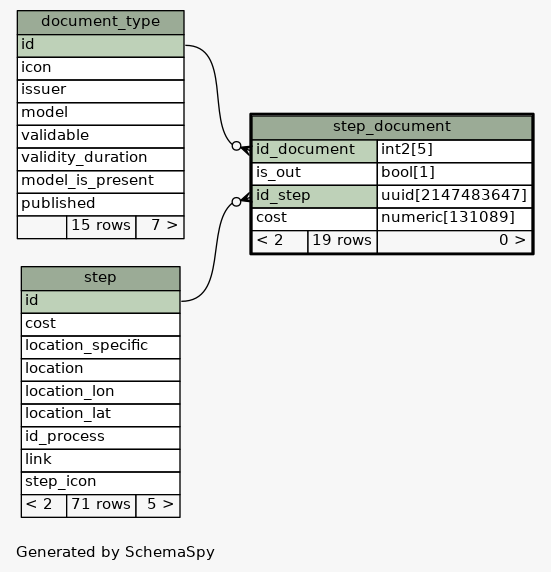 document_type
id
icon
issuer
model
validable
validity_duration
model_is_present
published
15 rows 7 >
step_document
id_document int2[5]
is_out bool[1]
id_step uuid[2147483647]
cost numeric[131089]
< 2 19 rows 0 >
step
id
cost
location_specific
location
location_lon
location_lat
id_process
link
step_icon
< 2 71 rows 5 >
Generated by SchemaSpy